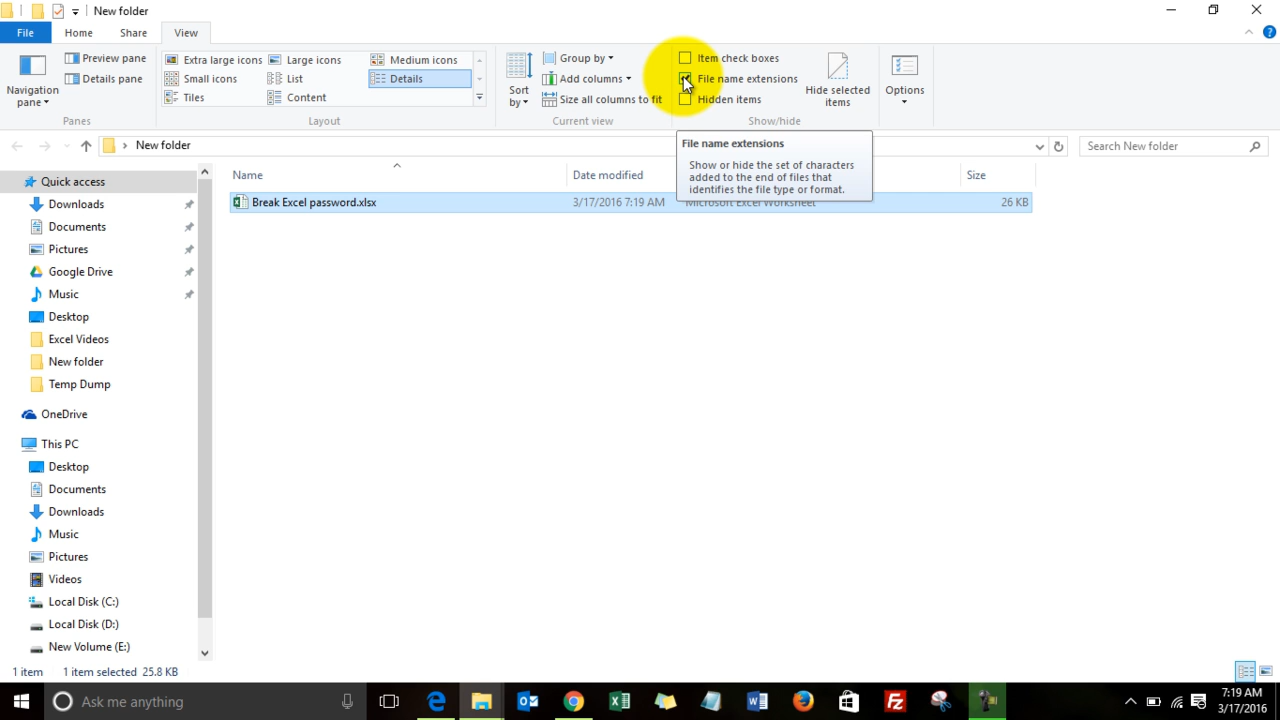 New folder
File Home Share View
Navigation pane
Preview pane
Details pane
Panes
Extra large icons Large icons Medium icons
Small icons List Details
Tiles Content
Layout
Sort by
Group by
Add columns
Size all columns to fit
Current view
Item check boxes
File name extensions
Hidden items
Hide selected items
Show/hide
Options
New folder
Search New folder
File name extensions
Show or hide the set of characters
added to the end of files that
identifies the file type or format.
Name Date modified Size
Break Excel password.xlsx 3/17/2016 7:19 AM Microsoft Excel Worksheet 26 KB
Quick access
Downloads
Documents
Pictures
Google Drive
Music
Desktop
Excel Videos
New folder
Temp Dump
OneDrive
This PC
Desktop
Documents
Downloads
Music
Pictures
Videos
Local Disk (C:)
Local Disk (D:)
New Volume (E:)
1 item 1 item selected 25.8 KB
Ask me anything
7:19 AM
3/17/2016